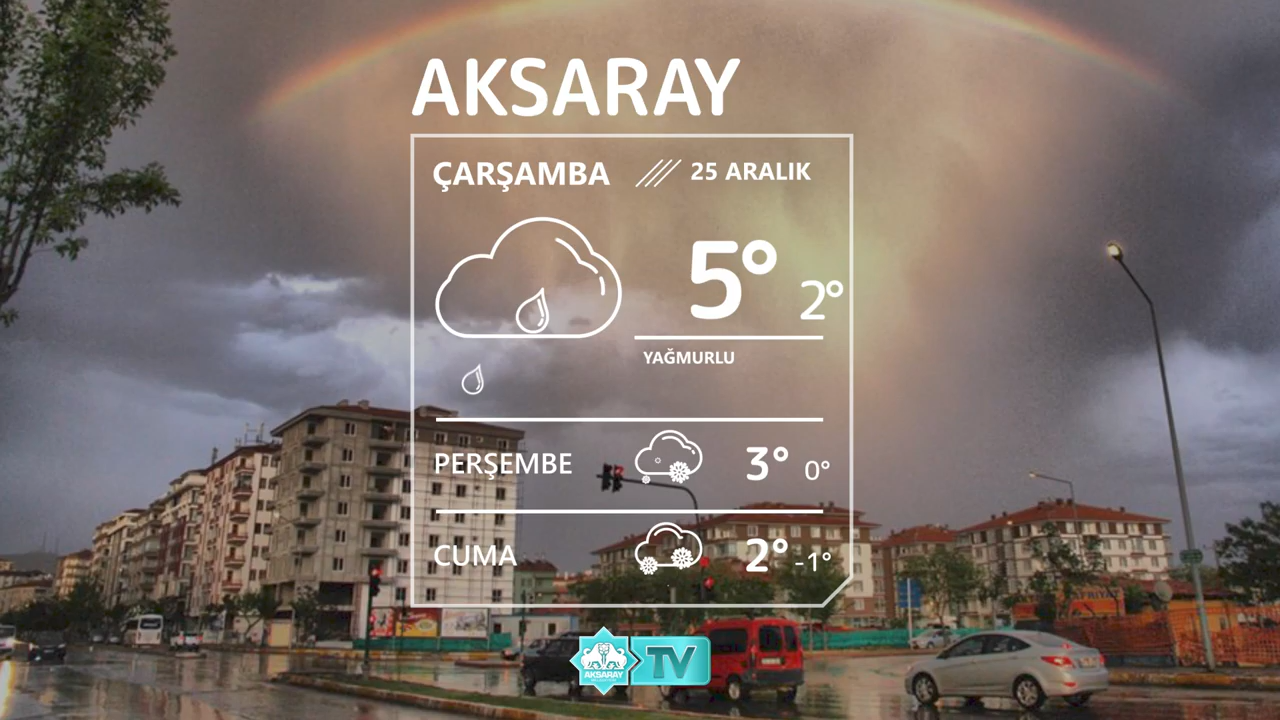 AKSARAY
ÇARŞAMBA 25 ARALIK
5° 2°
YAĞMURLU
PERŞEMBE 3° 0°
CUMA 2° -1°
AKSARAY
TV